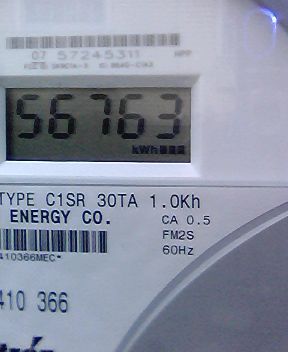 07 57245311
56763
kWh
TYPE C1SR 30TA 1.0Kh
ENERGY CO. CA 0.5
FM2S
410366MEC* 60Hz
410 366